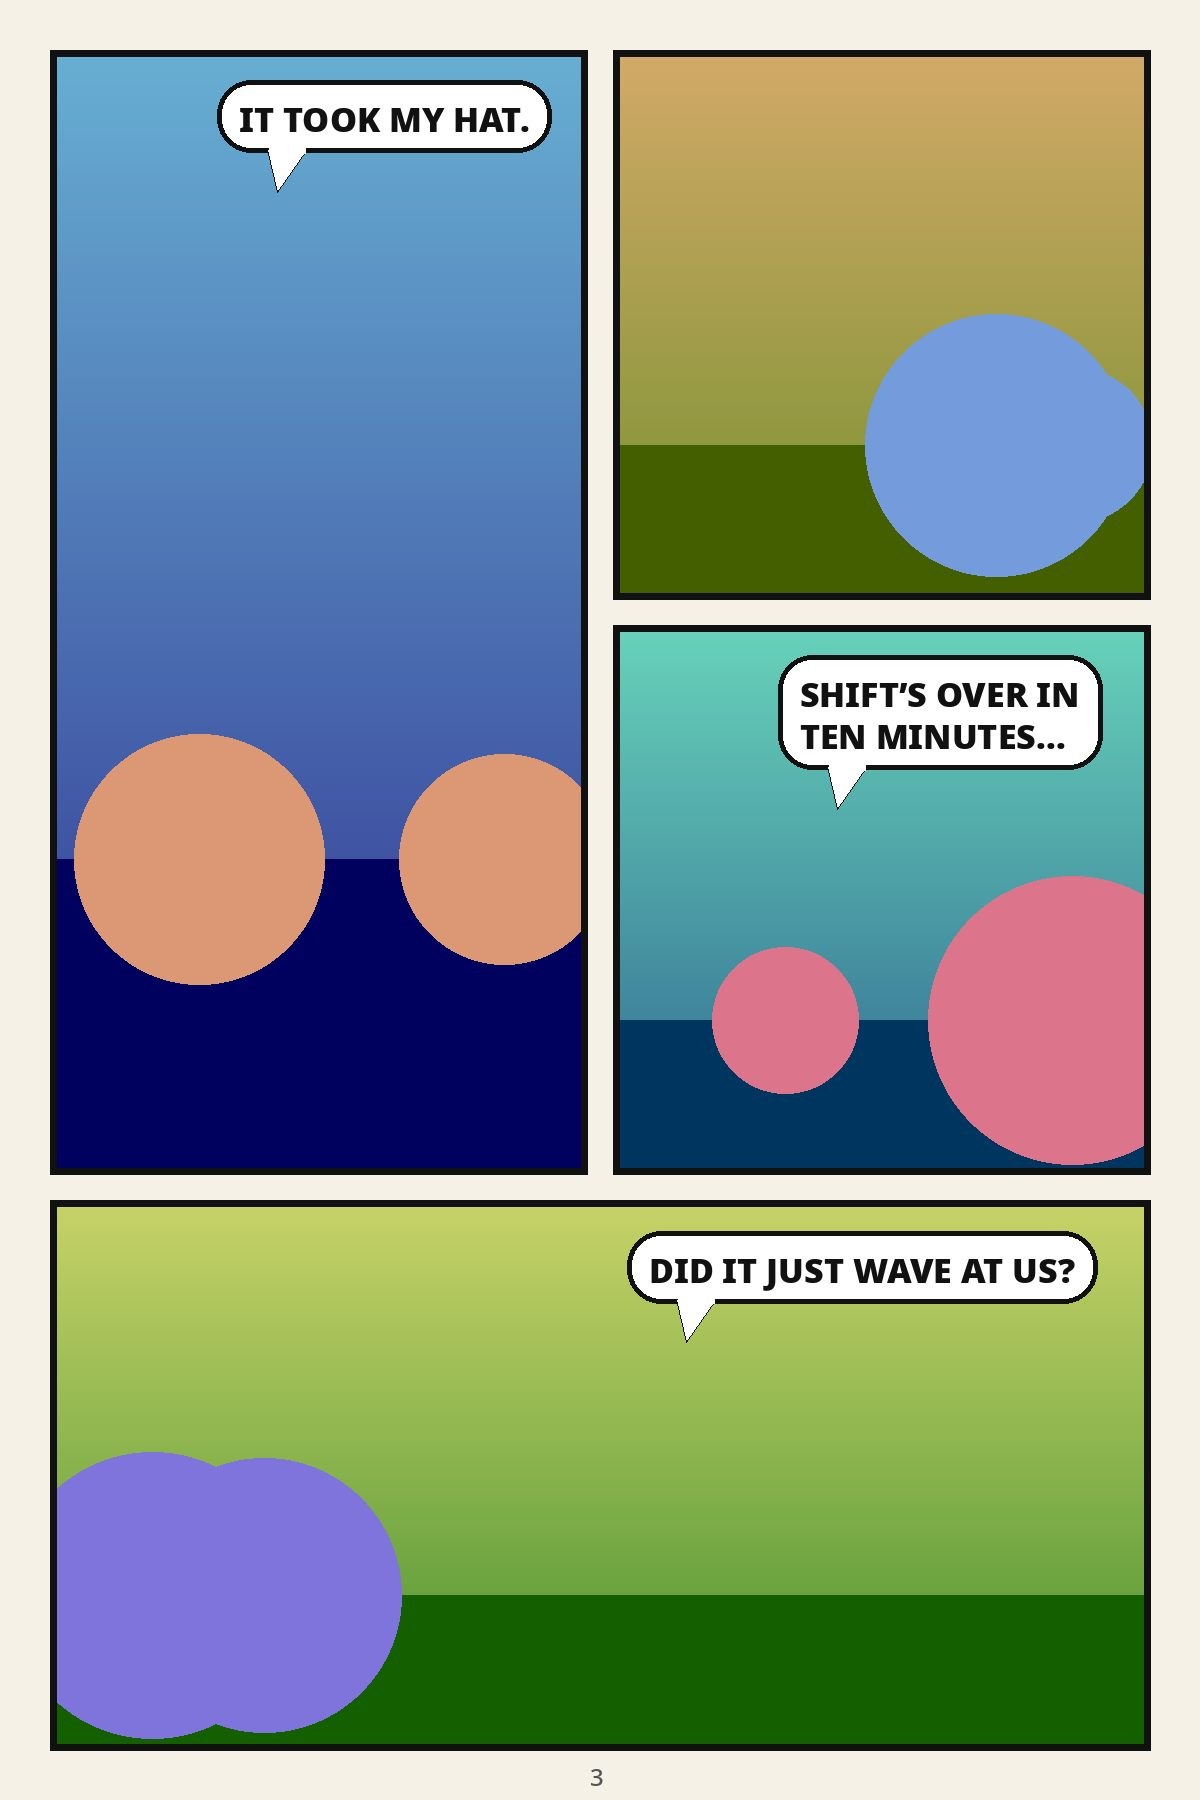 IT TOOK MY HAT.
SHIFT’S OVER IN
TEN MINUTES...
DID IT JUST WAVE AT US?
3